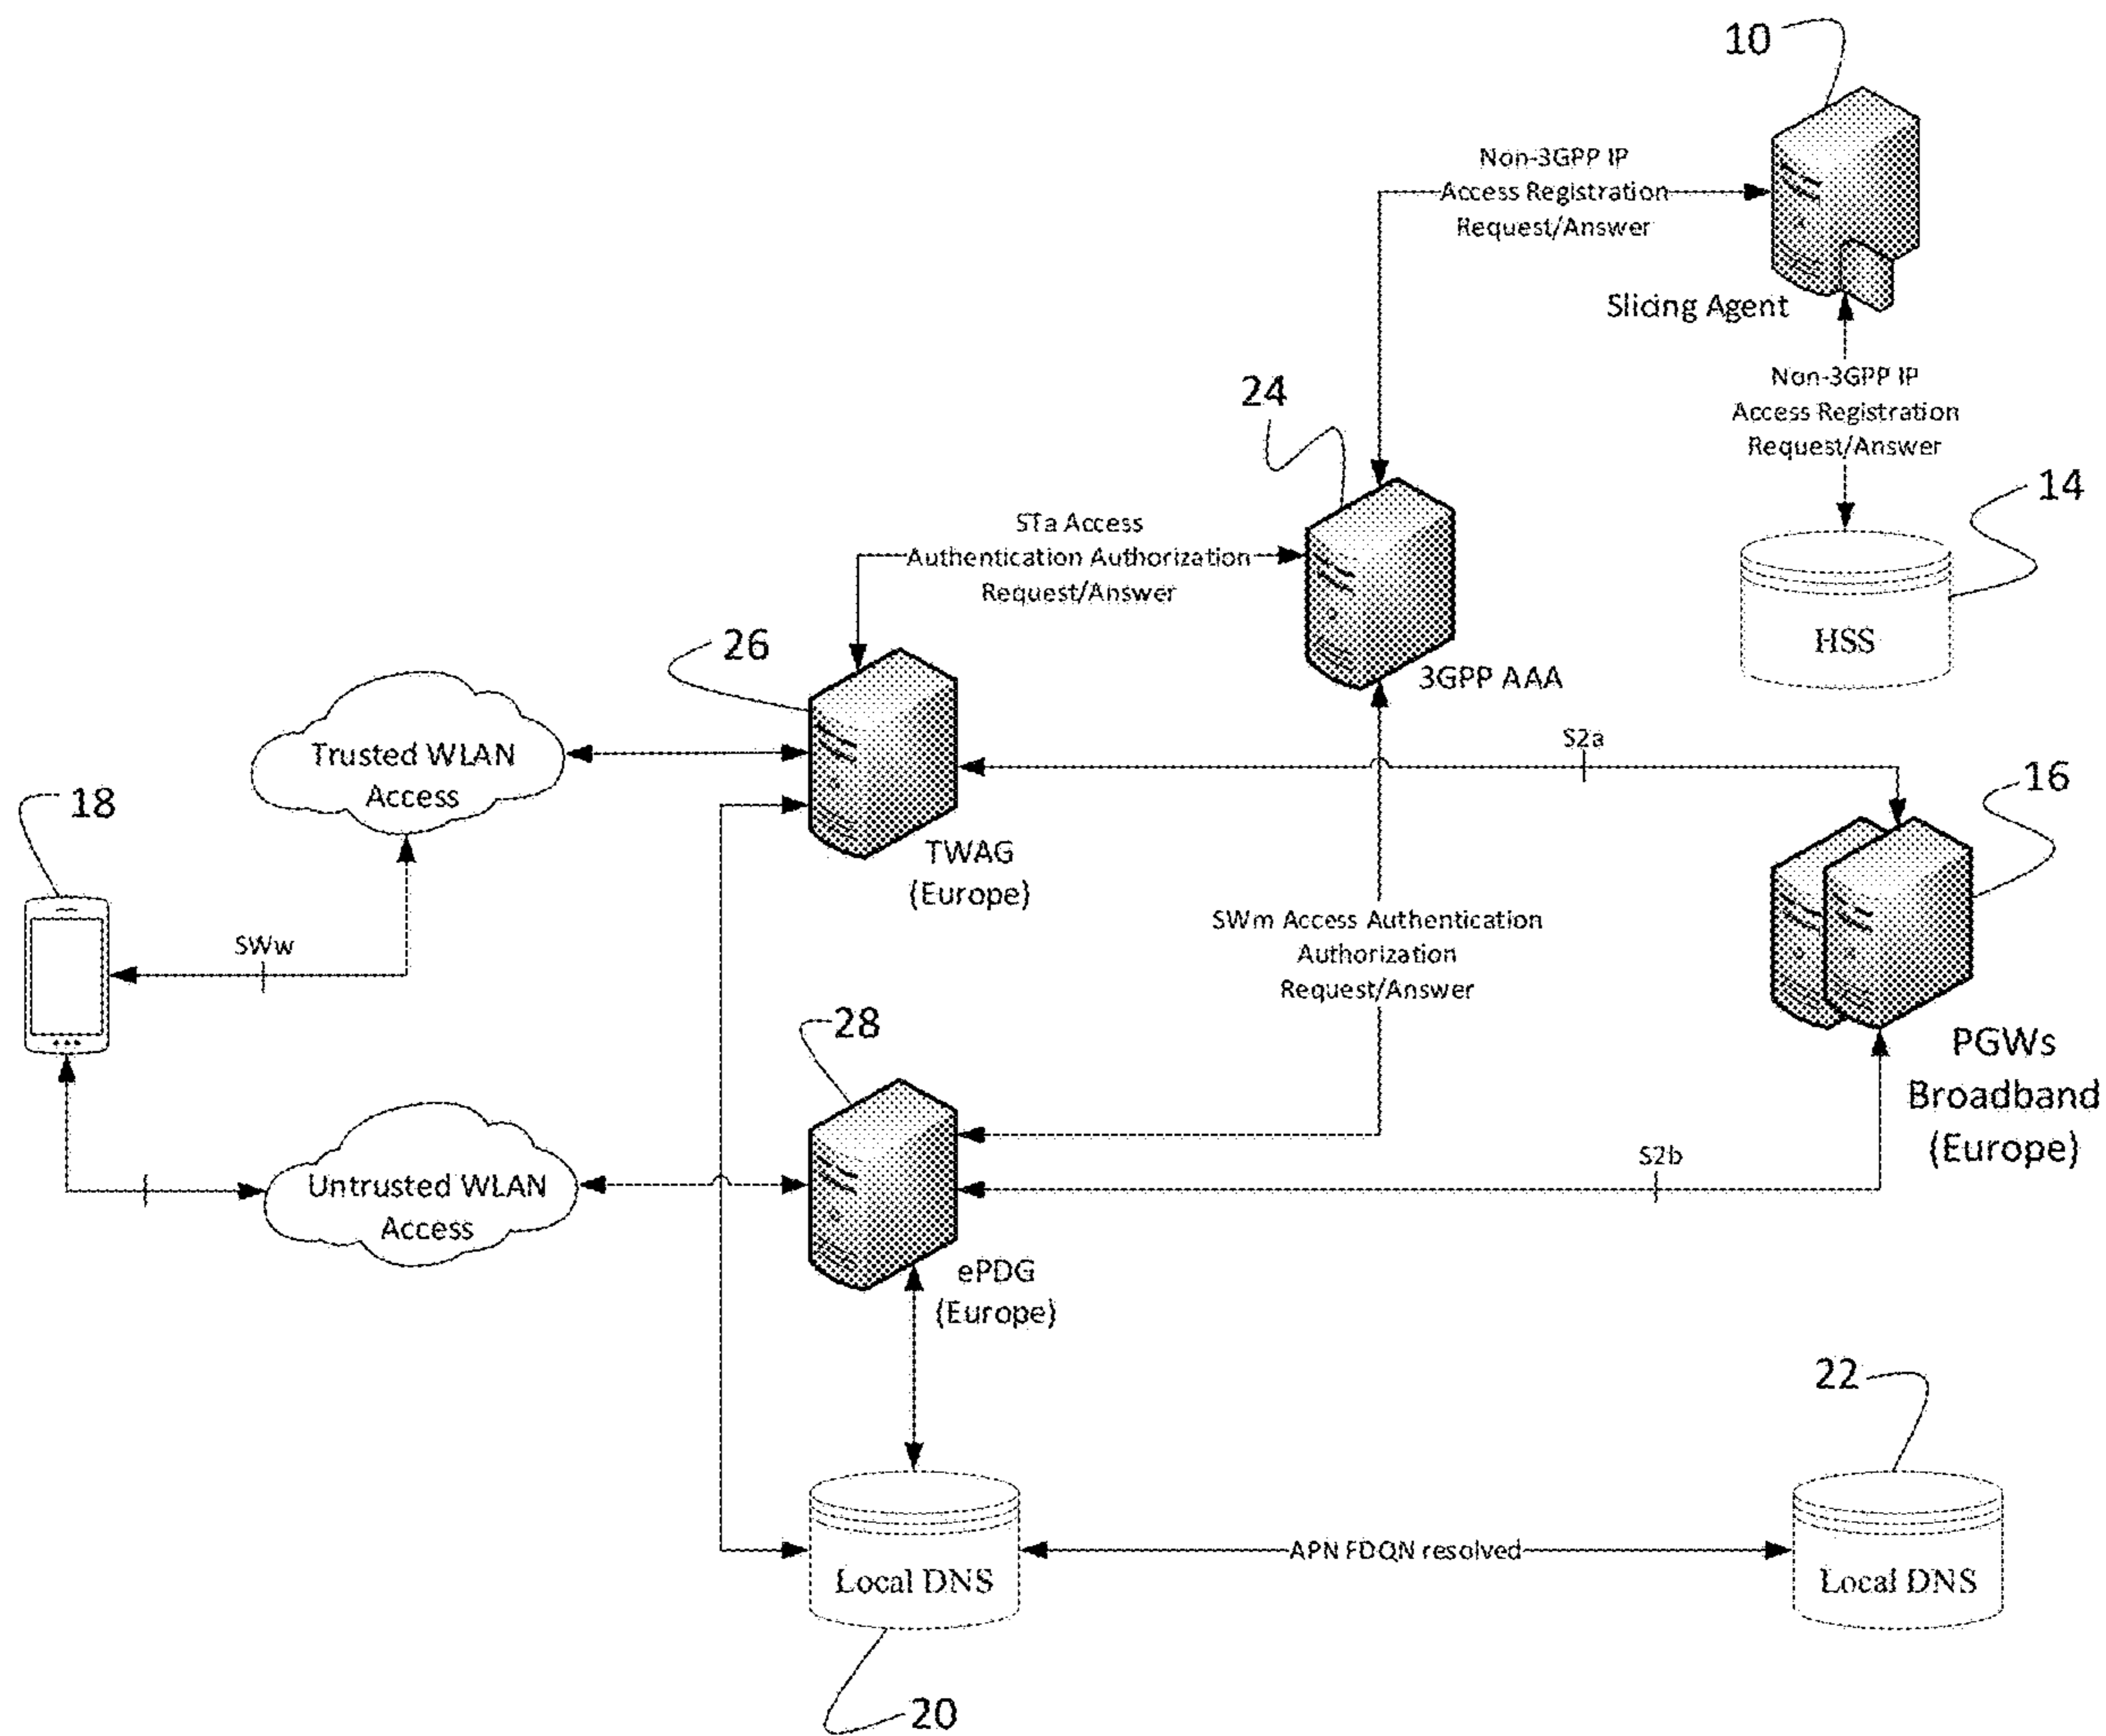 10
Non-3GPP IP
Access Registration
Request/Answer
Slicing Agent
Non-3GPP IP
Access Registration
Request/Answer
24
14
STa Access
Authentication Authorization
Request/Answer
HSS
26
3GPP AAA
Trusted WLAN
Access
S2a
18
16
TWAG
(Europe)
SWw
SWm Access Authentication
Authorization
Request/Answer
28
PGWs
Broadband
(Europe)
Untrusted WLAN
Access
S2b
ePDG
(Europe)
22
Local DNS
APN FDQN resolved
Local DNS
20